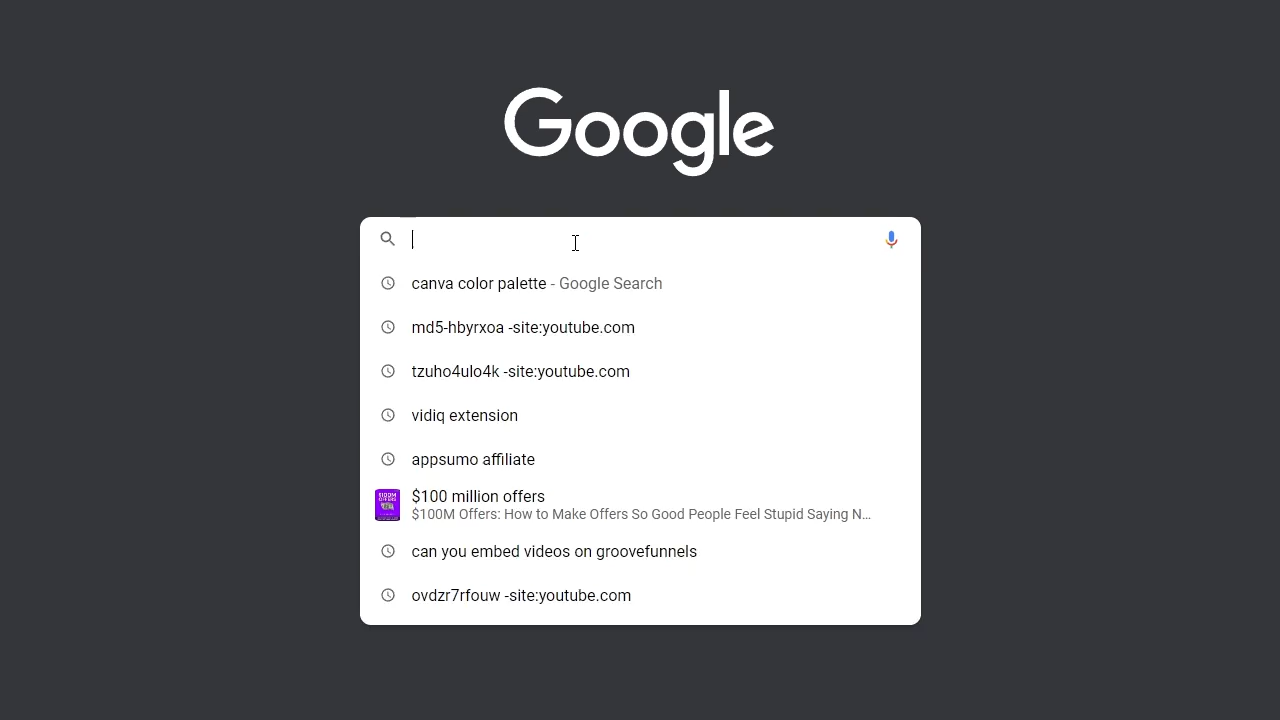 Google
canva color palette - Google Search
md5-hbyrxoa -site:youtube.com
tzuho4ulo4k -site:youtube.com
vidiq extension
appsumo affiliate
$100M
OFFERS
$100 million offers
$100M Offers: How to Make Offers So Good People Feel Stupid Saying N...
can you embed videos on groovefunnels
ovdzr7rfouw -site:youtube.com